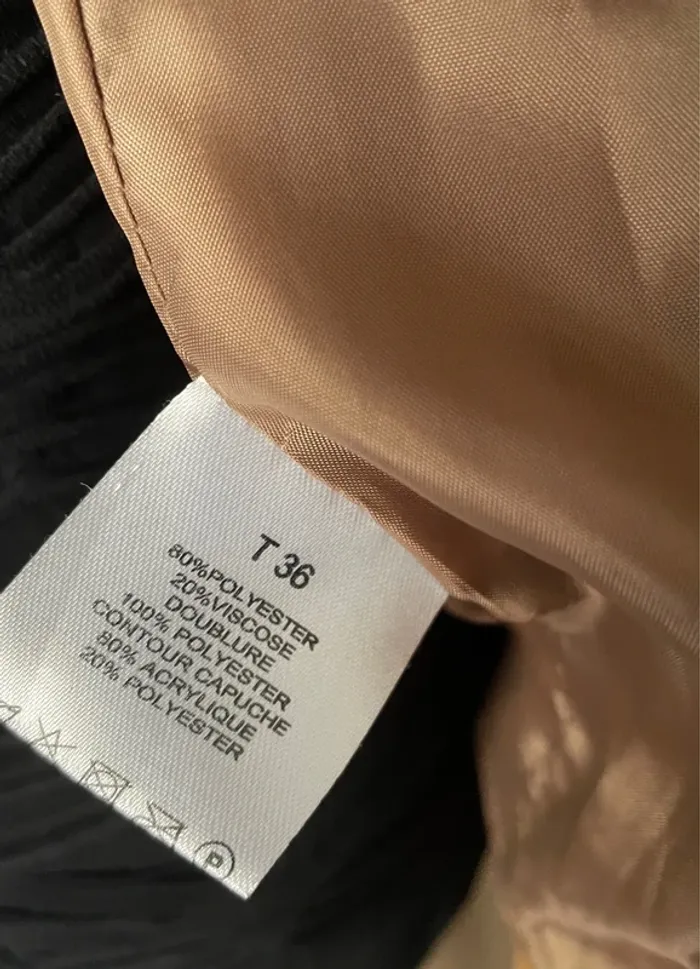 T 36
80%POLYESTER
20%VISCOSE
DOUBLURE
100% POLYESTER
CONTOUR CAPUCHE
80% ACRYLIQUE
20% POLYESTER
P